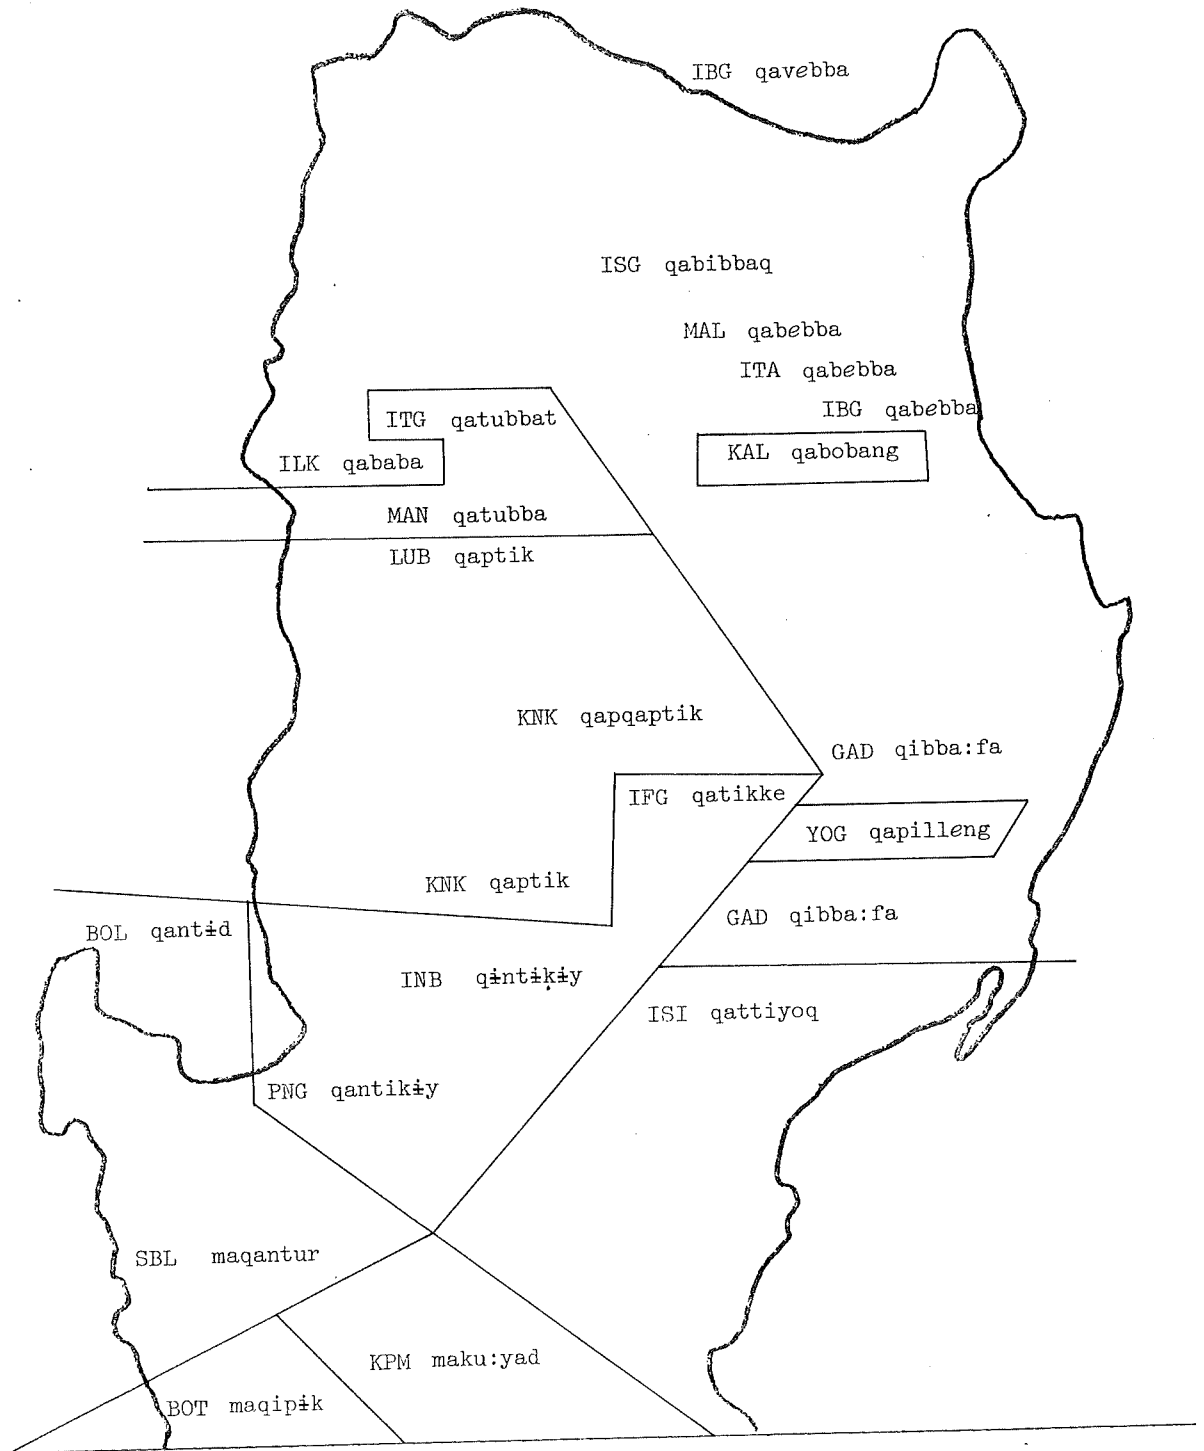 IBG qavebba
ISG qabibbaq
MAL qabebba
ITA qabebba
IBG qabebba
ITG qatubbat
KAL qabobang
ILK qababa
MAN qatubba
LUB qaptik
KNK qapqaptik
GAD qibba:fa
IFG qatikke
YOG qapilleng
KNK qaptik
GAD qibba:fa
BOL qantɨd
INB qɨntɨḳɨy
ISI qattiyoq
PNG qantikɨy
SBL maqantur
KPM maku:yad
BOT maqipɨk